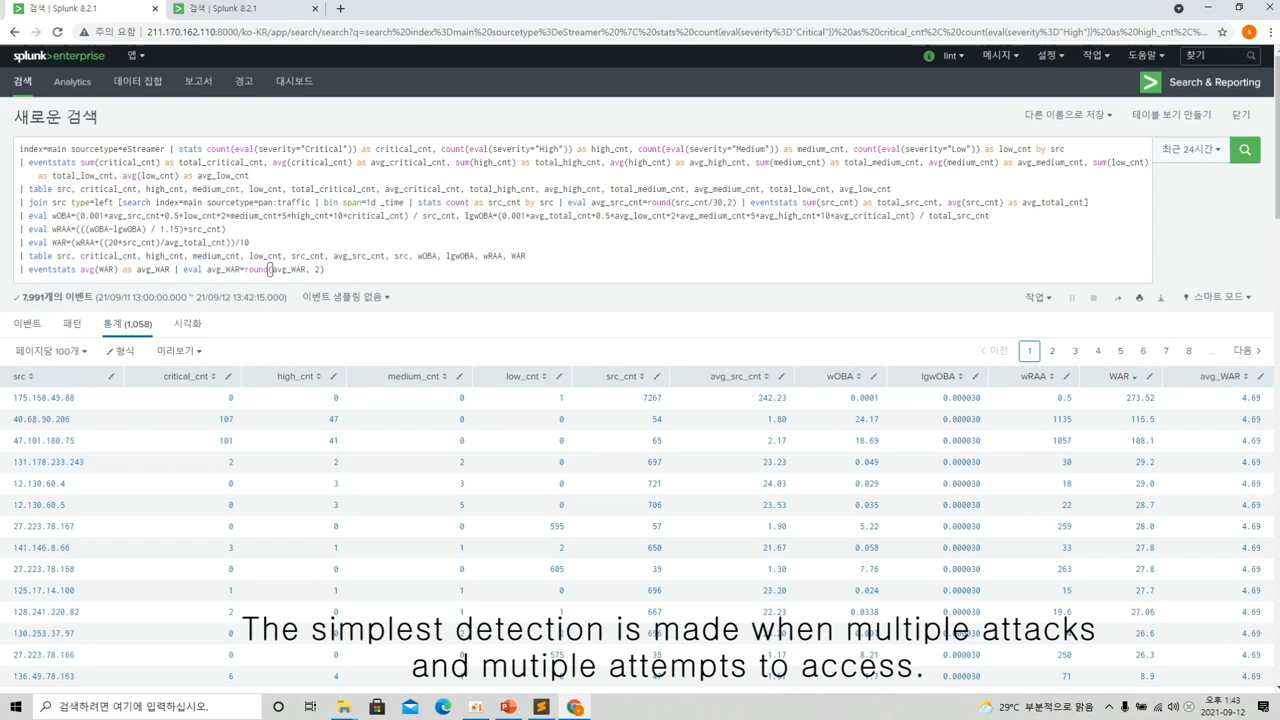 검색 | Splunk 8.2.1
검색 | Splunk 8.2.1
주의 요함
211.170.162.110:8000/ko-KR/app/search/search?q=search%20index%3Dmain%20sourcetype%3DeStreamer%20%7C%20stats%20count(eval(severity%3D"Critical"))%20as%20critical_cnt%2C%20count(eval(severity%3D"High"))%20as%20high_cnt%2C%...
splunk>enterprise 앱
lint 메시지 설정 작업 도움말 찾기
검색 Analytics 데이터 집합 보고서 경고 대시보드
Search & Reporting
새로운 검색
다른 이름으로 저장 테이블 보기 만들기 닫기
index=main sourcetype=eStreamer | stats count(eval(severity="Critical")) as critical_cnt, count(eval(severity="High")) as high_cnt, count(eval(severity="Medium")) as medium_cnt, count(eval(severity="Low")) as low_cnt by src
| eventstats sum(critical_cnt) as total_critical_cnt, avg(critical_cnt) as avg_critical_cnt, sum(high_cnt) as total_high_cnt, avg(high_cnt) as avg_high_cnt, sum(medium_cnt) as total_medium_cnt, avg(medium_cnt) as avg_medium_cnt, sum(low_cnt)
as total_low_cnt, avg(low_cnt) as avg_low_cnt
| table src, critical_cnt, high_cnt, medium_cnt, low_cnt, total_critical_cnt, avg_critical_cnt, total_high_cnt, avg_high_cnt, total_medium_cnt, avg_medium_cnt, total_low_cnt, avg_low_cnt
| join src type=left [search index=main sourcetype=pan:traffic | bin span=1d _time | stats count as src_cnt by src | eval avg_src_cnt=round(src_cnt/30,2) | eventstats sum(src_cnt) as total_src_cnt, avg(src_cnt) as avg_total_cnt]
| eval wOBA=(0.001*avg_src_cnt+0.5*low_cnt+2*medium_cnt+5*high_cnt+10*critical_cnt) / src_cnt, lgwOBA=(0.001*avg_total_cnt+0.5*avg_low_cnt+2*avg_medium_cnt+5*avg_high_cnt+10*avg_critical_cnt) / total_src_cnt
| eval wRAA=(((wOBA-lgwOBA) / 1.15)*src_cnt)
| eval WAR=(wRAA+((20*src_cnt)/avg_total_cnt))/10
| table src, critical_cnt, high_cnt, medium_cnt, low_cnt, src_cnt, avg_src_cnt, src, wOBA, lgwOBA, wRAA, WAR
| eventstats avg(WAR) as avg_WAR | eval avg_WAR=round(avg_WAR, 2)
최근 24시간
7,991개의 이벤트 (21/09/11 13:00:00.000 - 21/09/12 13:42:15.000) 이벤트 샘플링 없음
작업 스마트 모드
이벤트 패턴 통계 (1,058) 시각화
페이지당 100개 형식 미리보기
이전 1 2 3 4 5 6 7 8 ... 다음
src critical_cnt high_cnt medium_cnt low_cnt src_cnt avg_src_cnt wOBA lgwOBA wRAA WAR avg_WAR
175.158.49.88 0 0 0 1 7267 242.23 0.0001 0.000030 0.5 273.52 4.69
40.68.90.206 107 47 0 0 54 1.80 24.17 0.000030 1135 115.5 4.69
47.101.180.75 101 41 0 0 65 2.17 18.69 0.000030 1057 108.1 4.69
131.178.233.243 2 2 2 0 697 23.23 0.049 0.000030 30 29.2 4.69
12.130.60.4 0 3 3 0 721 24.03 0.029 0.000030 18 29.0 4.69
12.130.60.5 0 3 5 0 706 23.53 0.035 0.000030 22 28.7 4.69
27.223.78.167 0 0 0 595 57 1.90 5.22 0.000030 259 28.0 4.69
141.146.8.66 3 1 1 2 650 21.67 0.058 0.000030 33 27.8 4.69
27.223.78.168 0 0 0 605 39 1.30 7.76 0.000030 263 27.8 4.69
125.17.14.100 1 1 1 0 696 23.20 0.024 0.000030 15 27.7 4.69
128.241.220.82 2 0 1 1 667 22.23 0.0338 0.000030 19.6 27.06 4.69
130.253.37.97 0 0.000030 26.6 4.69
27.223.78.166 0 0 0 575 35 1.17 8.21 0.000030 250 26.3 4.69
136.49.78.163 6 4 0.000030 71 8.9 4.69
The simplest detection is made when multiple attacks
and mutiple attempts to access.
검색하려면 여기에 입력하십시오.
29°C 부분적으로 맑음
오후 1:43
2021-09-12